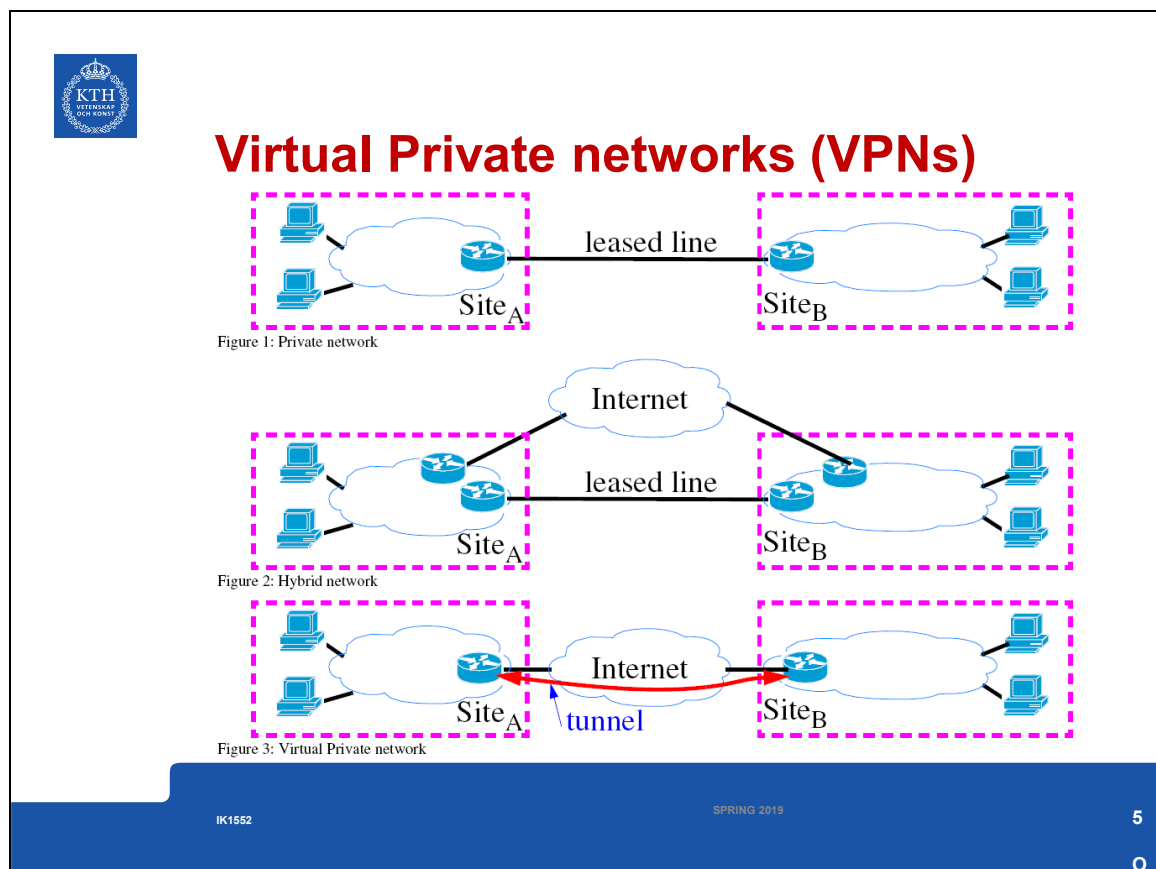 KTH
VETENSKAP
OCH KONST
Virtual Private networks (VPNs)
leased line
SiteA
SiteB
Figure 1: Private network
Internet
leased line
SiteA
SiteB
Figure 2: Hybrid network
Internet
SiteA
tunnel
SiteB
Figure 3: Virtual Private network
IK1552
SPRING 2019
5
O